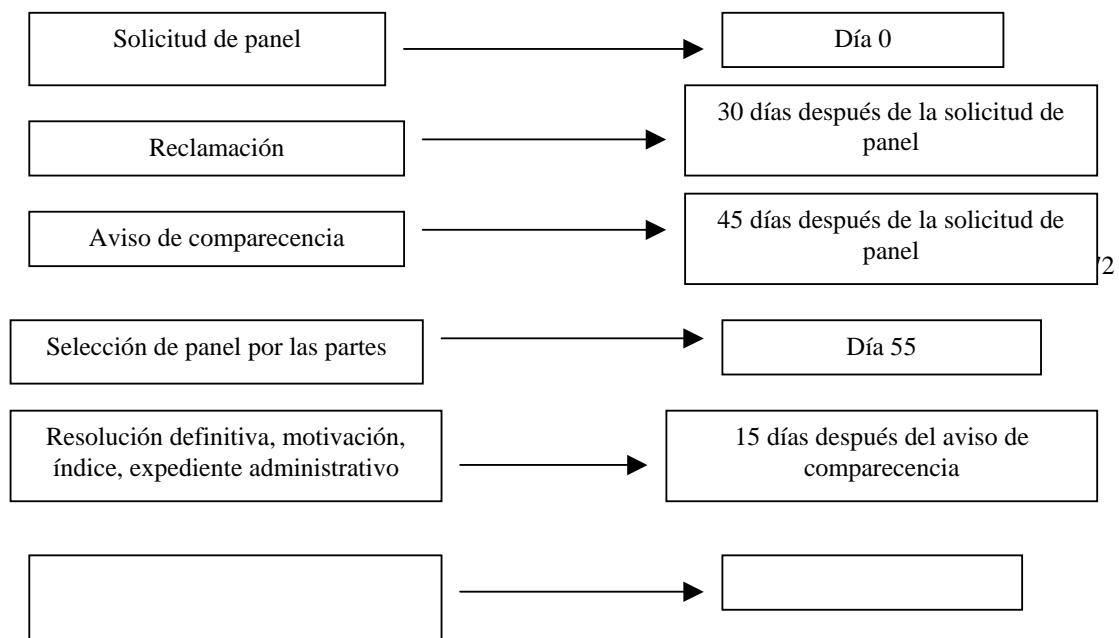 Solicitud de panel
Día 0
Reclamación
30 días después de la solicitud de
panel
Aviso de comparecencia
45 días después de la solicitud de
panel
72
Selección de panel por las partes
Día 55
Resolución definitiva, motivación,
índice, expediente administrativo
15 días después del aviso de
comparecencia